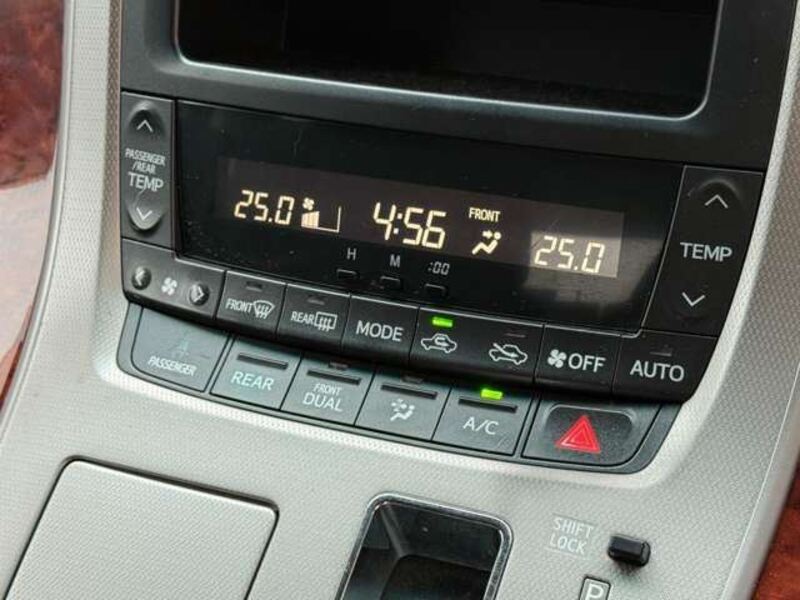 PASSENGER
/REAR
TEMP
25.0
4:56
FRONT
25.0
H
M
:00
TEMP
FRONT
REAR
MODE
OFF
AUTO
PASSENGER
REAR
FRONT
DUAL
A/C
SHIFT
LOCK
P